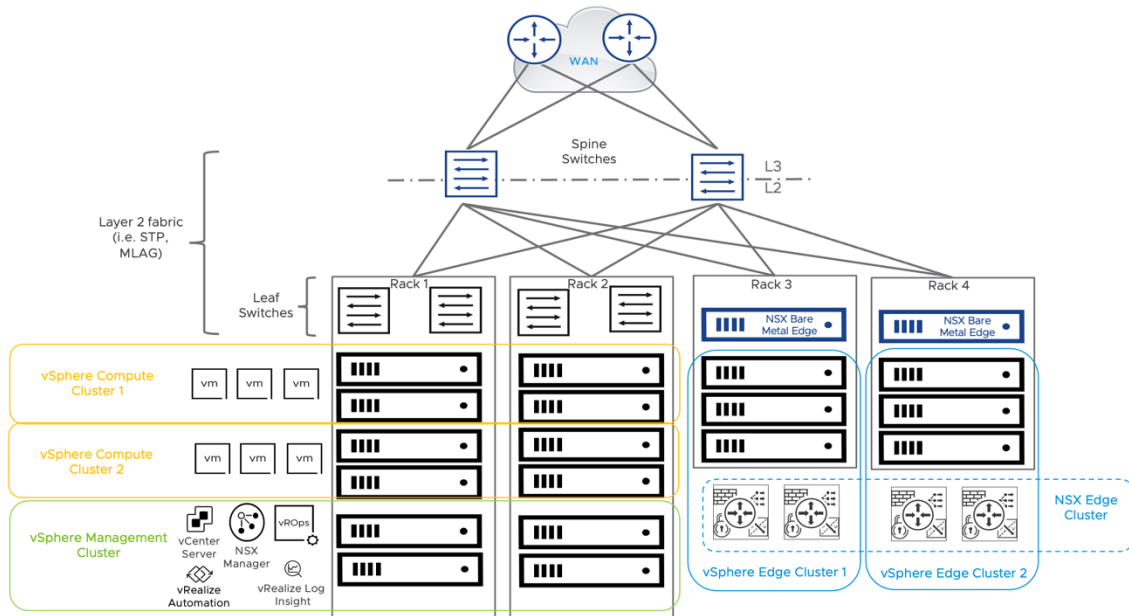 WAN
Spine
Switches
L3
L2
Layer 2 fabric
(i.e. STP,
MLAG)
Leaf
Switches
Rack 1
Rack 2
Rack 3
Rack 4
NSX Bare
Metal Edge
NSX Bare
Metal Edge
vSphere Compute
Cluster 1
vm
vm
vm
vSphere Compute
Cluster 2
vm
vm
vm
vSphere Management
Cluster
vCenter
Server
NSX
Manager
vROps
vRealize
Automation
vRealize Log
Insight
NSX Edge
Cluster
vSphere Edge Cluster 1
vSphere Edge Cluster 2